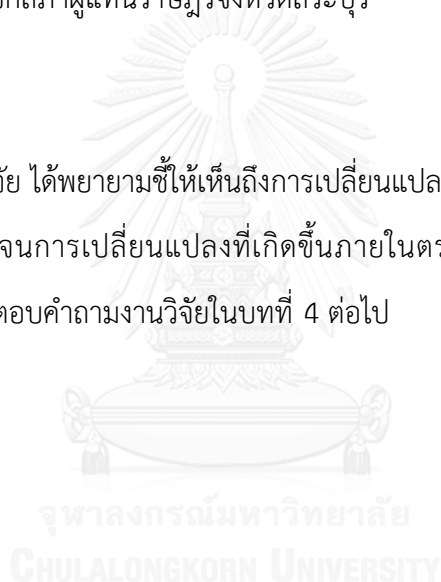 สภาผู้แทนราษฎรจังหวัดสระบุรี
วัย ได้พยายามชี้ให้เห็นถึงการเปลี่ยนแปล
จนการเปลี่ยนแปลงที่เกิดขึ้นภายในตร
ตอบคำถามงานวิจัยในบทที่ 4 ต่อไป
จุฬาลงกรณ์มหาวิทยาลัย
CHULALONGKORN UNIVERSITY